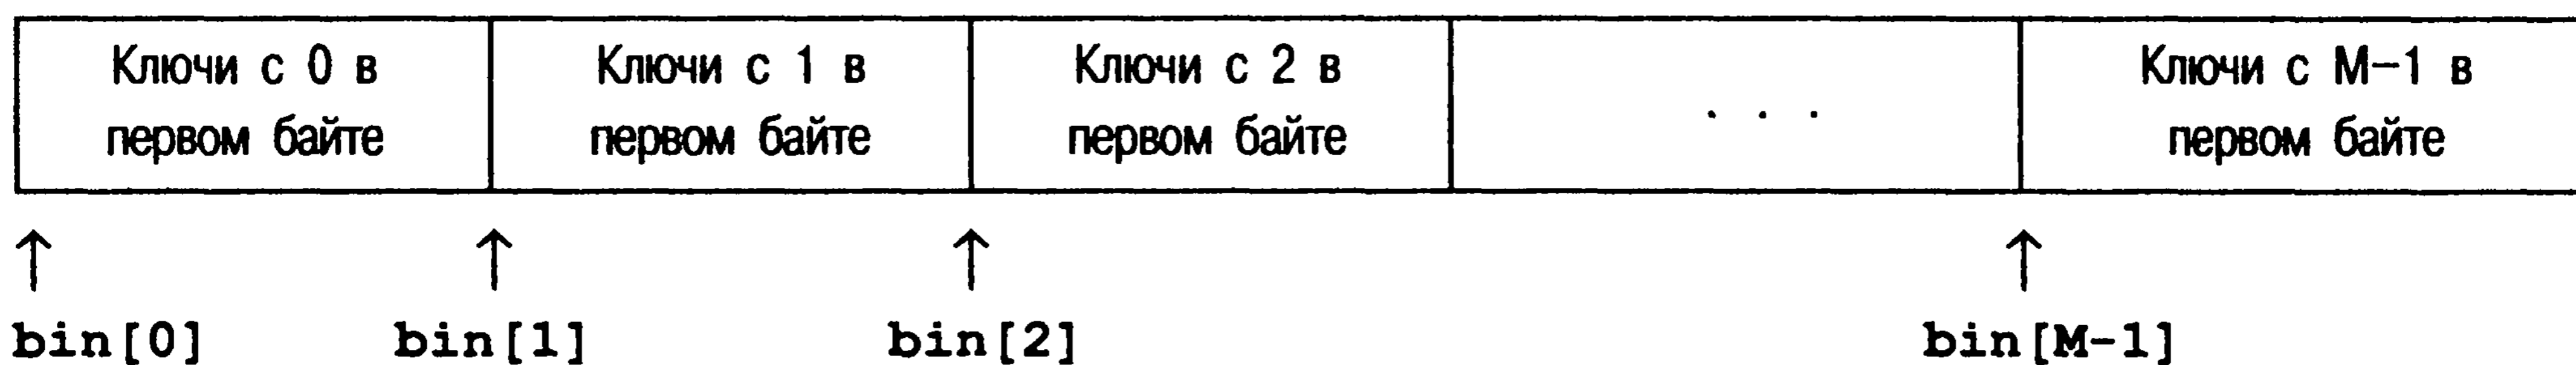 Ключи с 0 в
первом байте
Ключи с 1 в
первом байте
Ключи с 2 в
первом байте
. . .
Ключи с M−1 в
первом байте
bin[0]
bin[1]
bin[2]
bin[M-1]